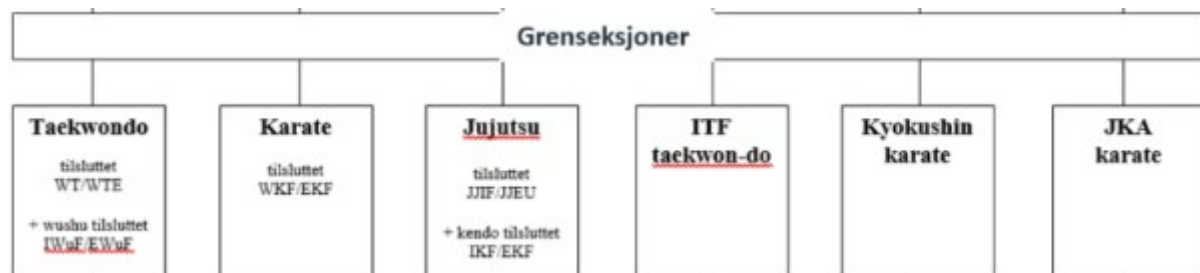 Grenseksjoner
Taekwondo
tilsluttet
WT/WTE
+ wushu tilsluttet
IWuF/EWuF
Karate
tilsluttet
WKF/EKF
Jujutsu
tilsluttet
JJIF/JJEU
+ kendo tilsluttet
IKF/EKF
ITF
taekwon-do
Kyokushin
karate
JKA
karate